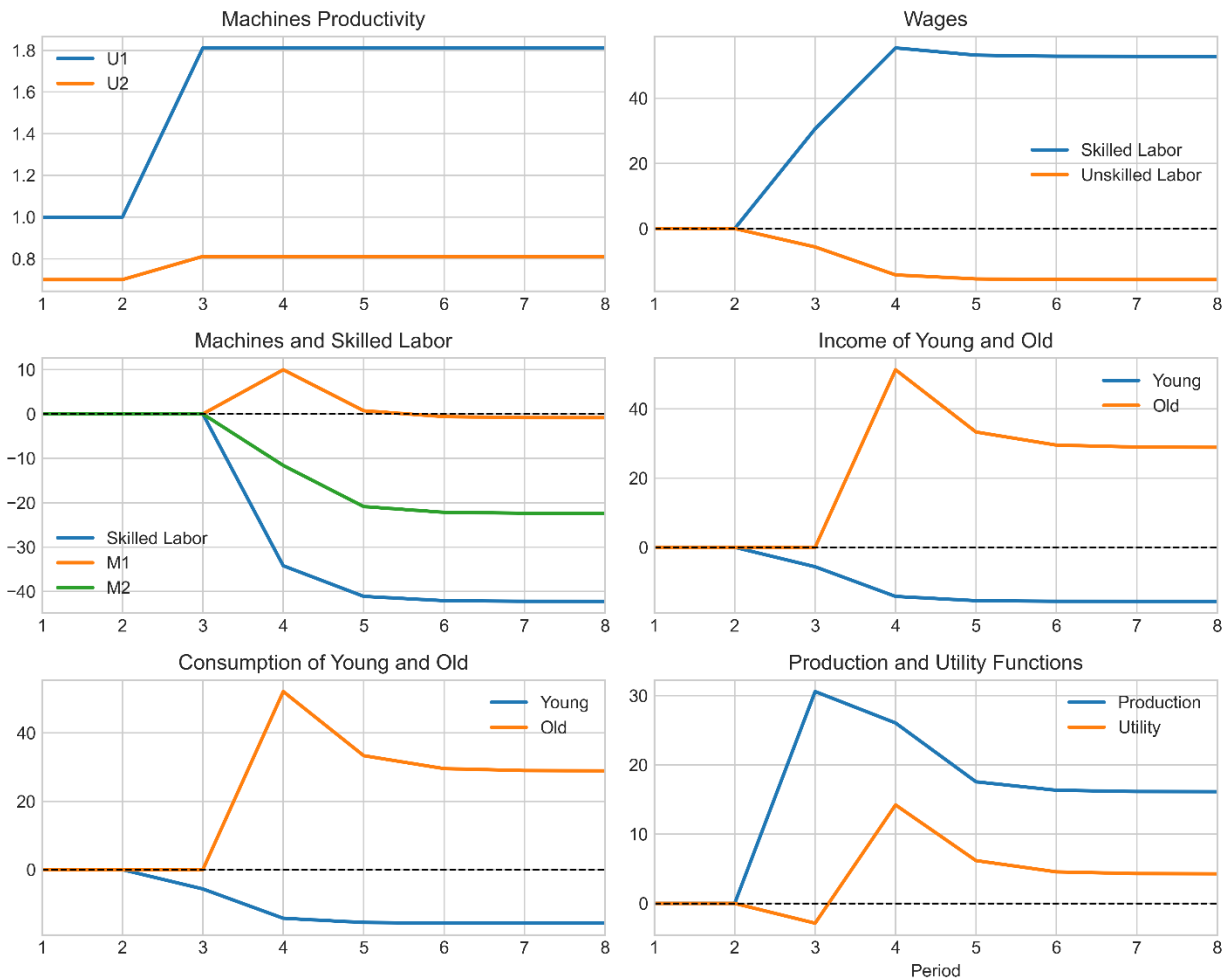 Machines Productivity
1.8
1.6
1.4
1.2
1.0
0.8
U1
U2
1 2 3 4 5 6 7 8
Wages
40
20
0
Skilled Labor
Unskilled Labor
1 2 3 4 5 6 7 8
Machines and Skilled Labor
10
0
−10
−20
−30
−40
Skilled Labor
M1
M2
1 2 3 4 5 6 7 8
Income of Young and Old
40
20
0
Young
Old
1 2 3 4 5 6 7 8
Consumption of Young and Old
40
20
0
Young
Old
1 2 3 4 5 6 7 8
Production and Utility Functions
30
20
10
0
Production
Utility
1 2 3 4 5 6 7 8
Period